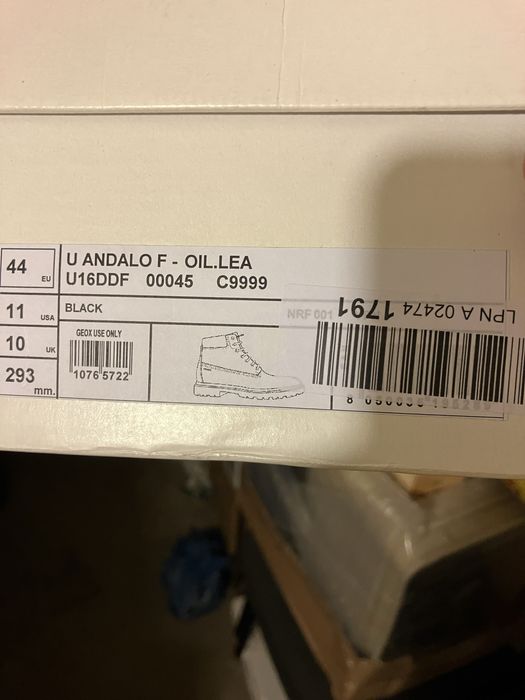 44 EU
U ANDALO F - OIL.LEA
U16DDF 00045 C9999
11 USA
BLACK
10 UK
293 mm.
GEOX USE ONLY
1076 5722
NRF 001
LPN A 02474 1791